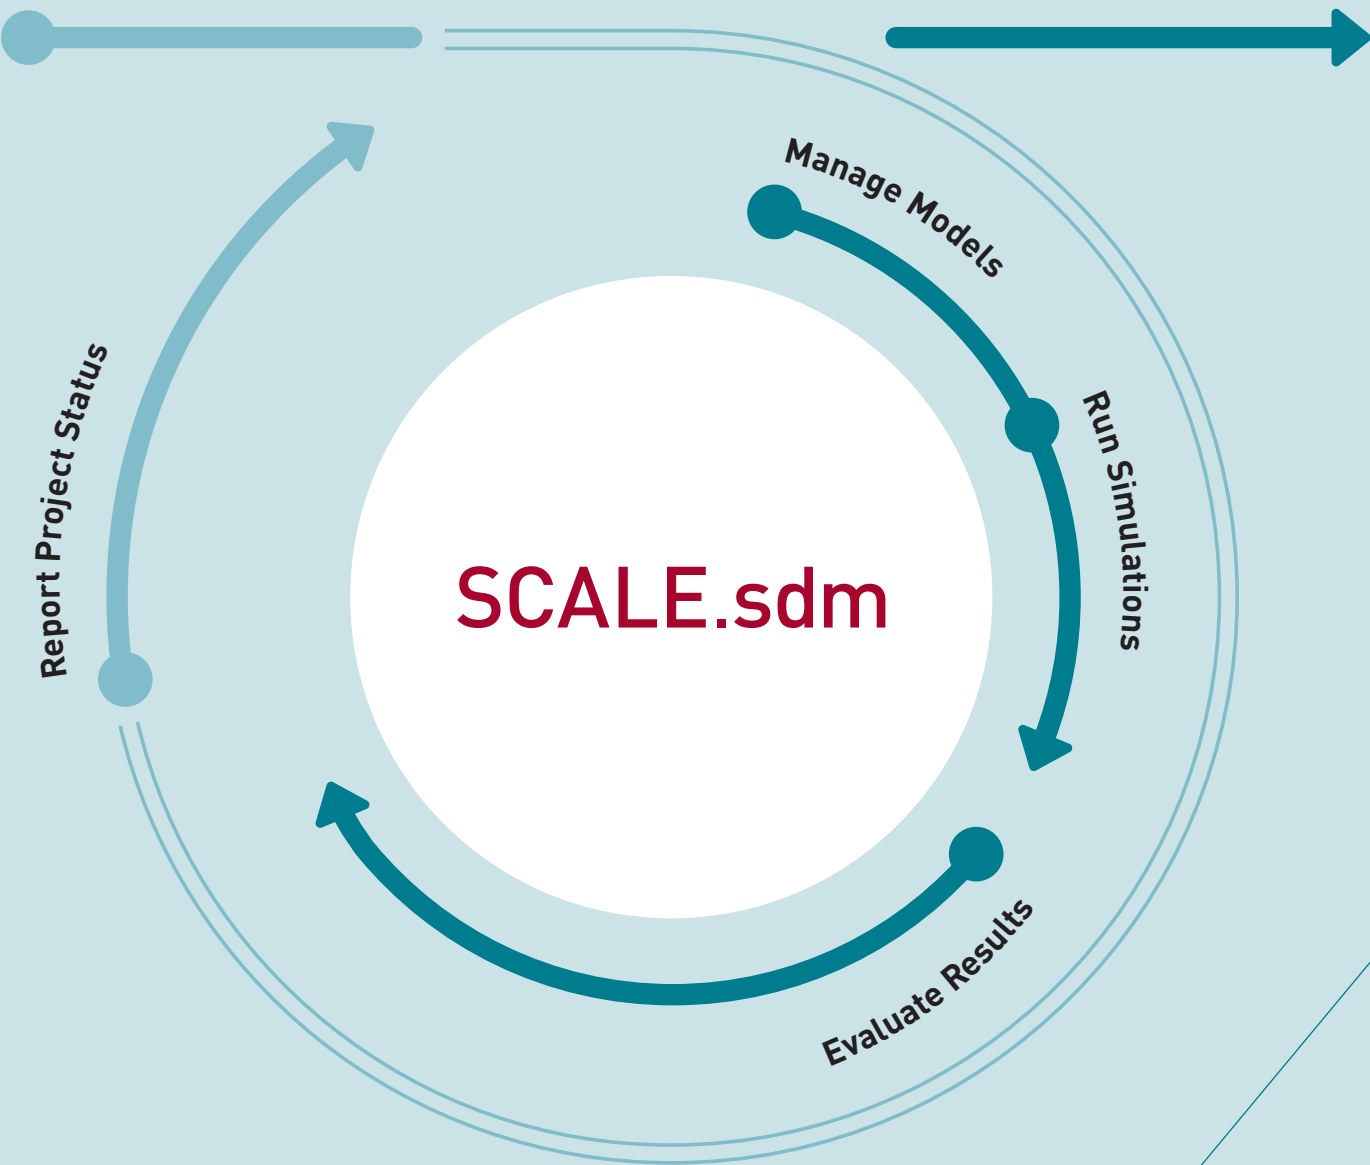 Manage Models
Run Simulations
Report Project Status
SCALE.sdm
Evaluate Results